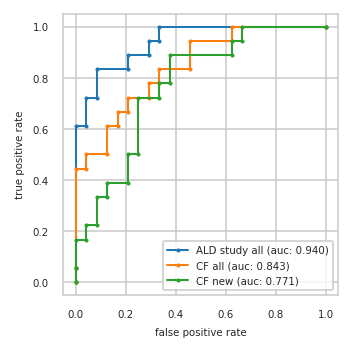 1.0
0.8
0.6
0.4
0.2
0.0
true positive rate
ALD study all (auc: 0.940)
CF all (auc: 0.843)
CF new (auc: 0.771)
0.0 0.2 0.4 0.6 0.8 1.0
false positive rate